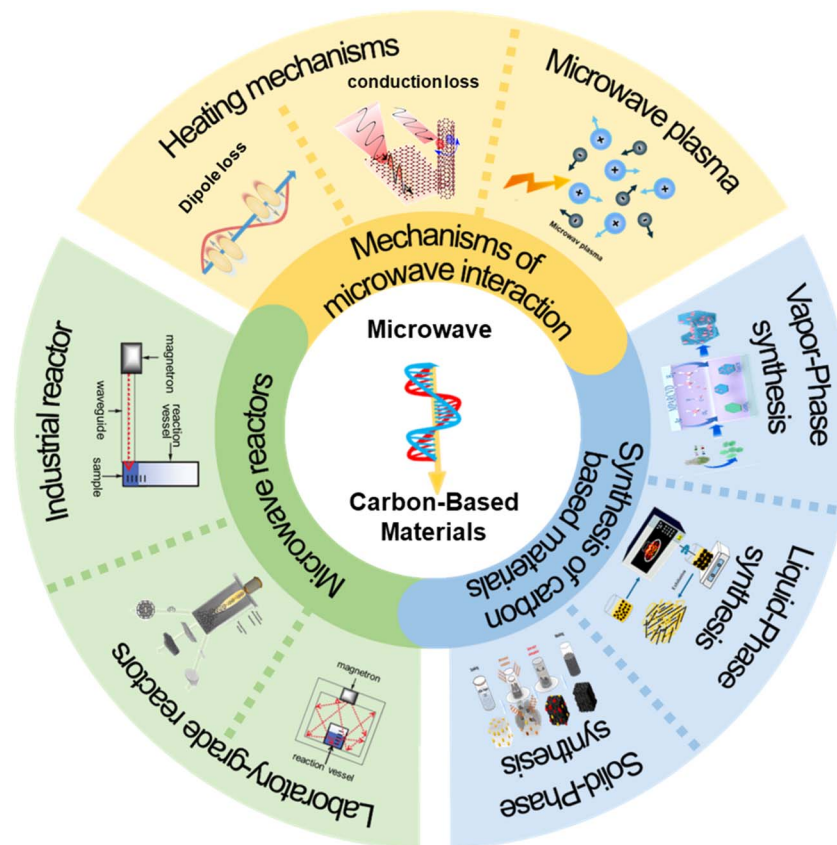 Heating mechanisms
Dipole loss
conduction loss
Microwave plasma
Microwav plasma
Mechanisms of
microwave interaction
Microwave
Carbon-Based
Materials
Vapor-Phase
synthesis
Synthesis of carbon
based materials
Liquid-Phase
synthesis
Solid-Phase
synthesis
Microwave reactors
Industrial reactor
magnetron
waveguide
reaction
vessel
sample
Laboratory-grade reactors
magnetron
reaction vessel